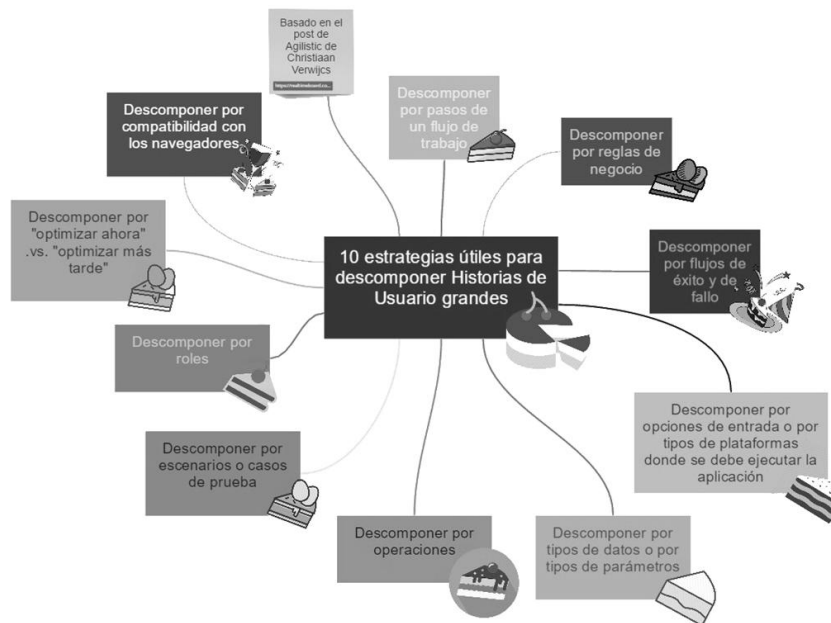 Basado en el
post de
Agilistic de
Christiaan
Verwijcs
Descomponer
por pasos de
un flujo de
trabajo
Descomponer por
compatibilidad con
los navegadores
Descomponer
por reglas de
negocio
Descomponer por
"optimizar ahora"
.vs. "optimizar más
tarde"
10 estrategias útiles para
descomponer Historias de
Usuario grandes
Descomponer
por flujos de
éxito y de
fallo
Descomponer por
roles
Descomponer por
opciones de entrada o por
tipos de plataformas
donde se debe ejecutar la
aplicación
Descomponer por
escenarios o casos
de prueba
Descomponer por
operaciones
Descomponer por
tipos de datos o por
tipos de parámetros